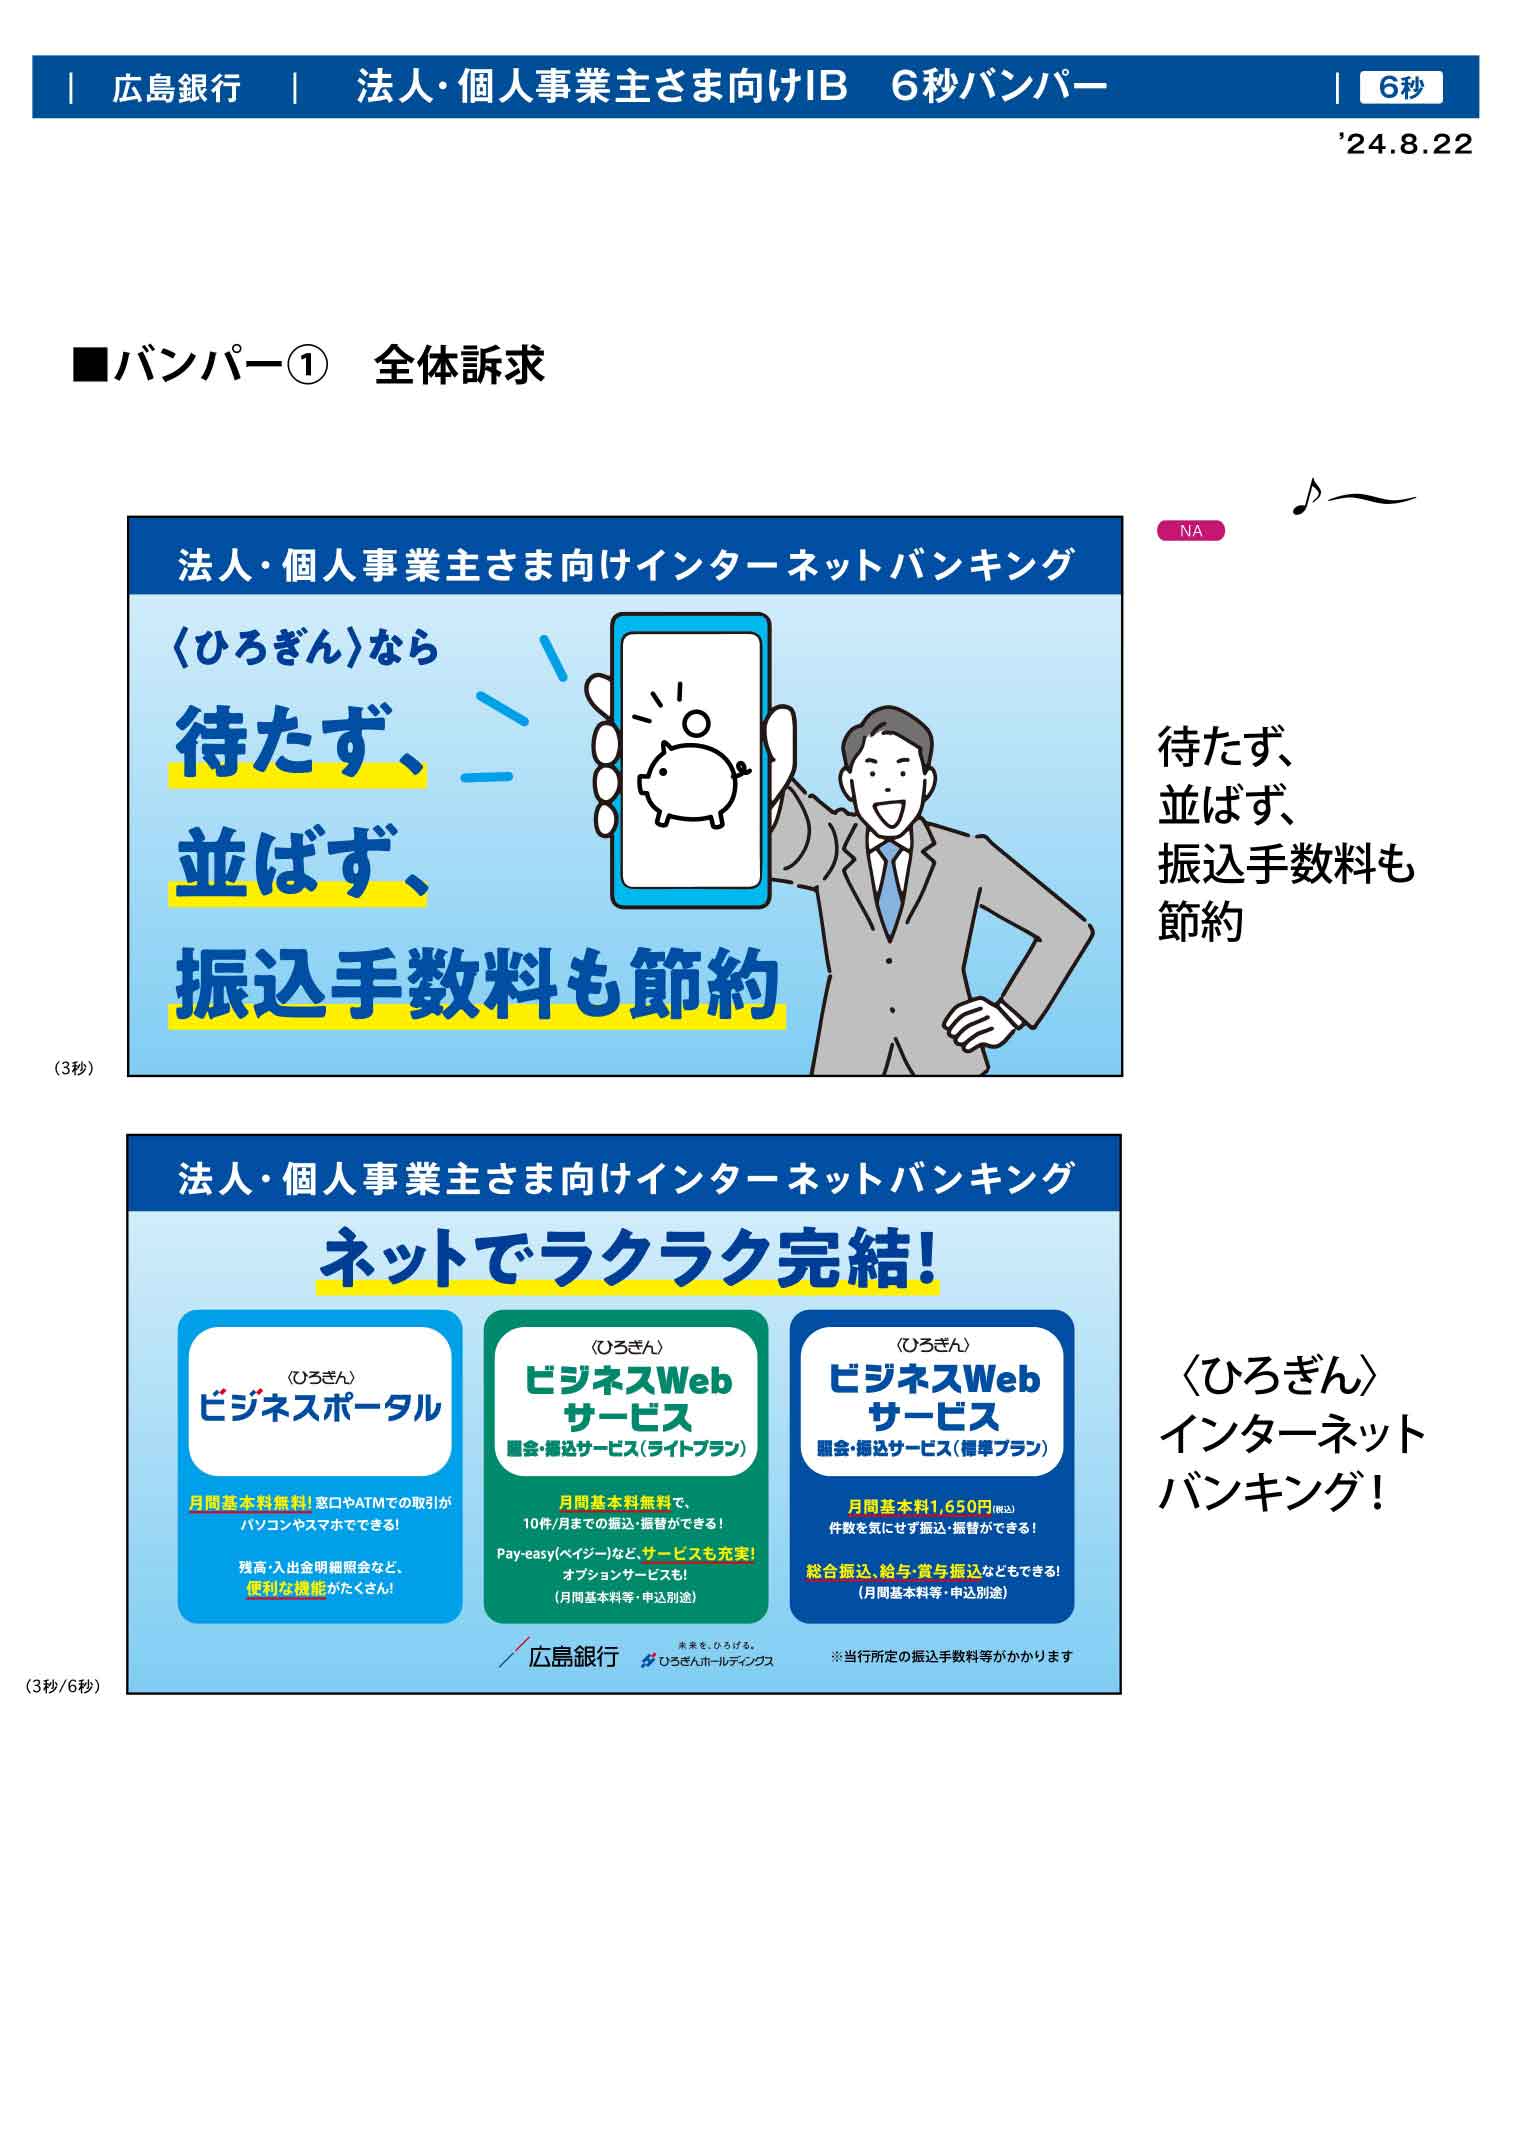 広島銀行
法人・個人事業主さま向けIB　6秒バンパー
6秒
’24.8.22
■バンパー①　全体訴求
♪〜
NA
法人・個人事業主さま向けインターネットバンキング
〈ひろぎん〉なら
待たず、
並ばず、
振込手数料も節約
(3秒)
待たず、
並ばず、
振込手数料も
節約
法人・個人事業主さま向けインターネットバンキング
ネットでラクラク完結!
〈ひろぎん〉
ビジネスポータル
月間基本料無料!窓口やATMでの取引が
パソコンやスマホでできる!
残高・入出金明細照会など、
便利な機能がたくさん!
〈ひろぎん〉
ビジネスWeb
サービス
照会・振込サービス(ライトプラン)
月間基本料無料で、
10件/月までの振込・振替ができる!
Pay-easy(ペイジー)など、サービスも充実!
オプションサービスも!
(月間基本料等・申込別途)
〈ひろぎん〉
ビジネスWeb
サービス
照会・振込サービス(標準プラン)
月間基本料1,650円(税込)
件数を気にせず振込・振替ができる!
総合振込、給与・賞与振込などもできる!
(月間基本料等・申込別途)
広島銀行
未来を、ひろげる。
ひろぎんホールディングス
※当行所定の振込手数料等がかかります
(3秒/6秒)
〈ひろぎん〉
インターネット
バンキング!